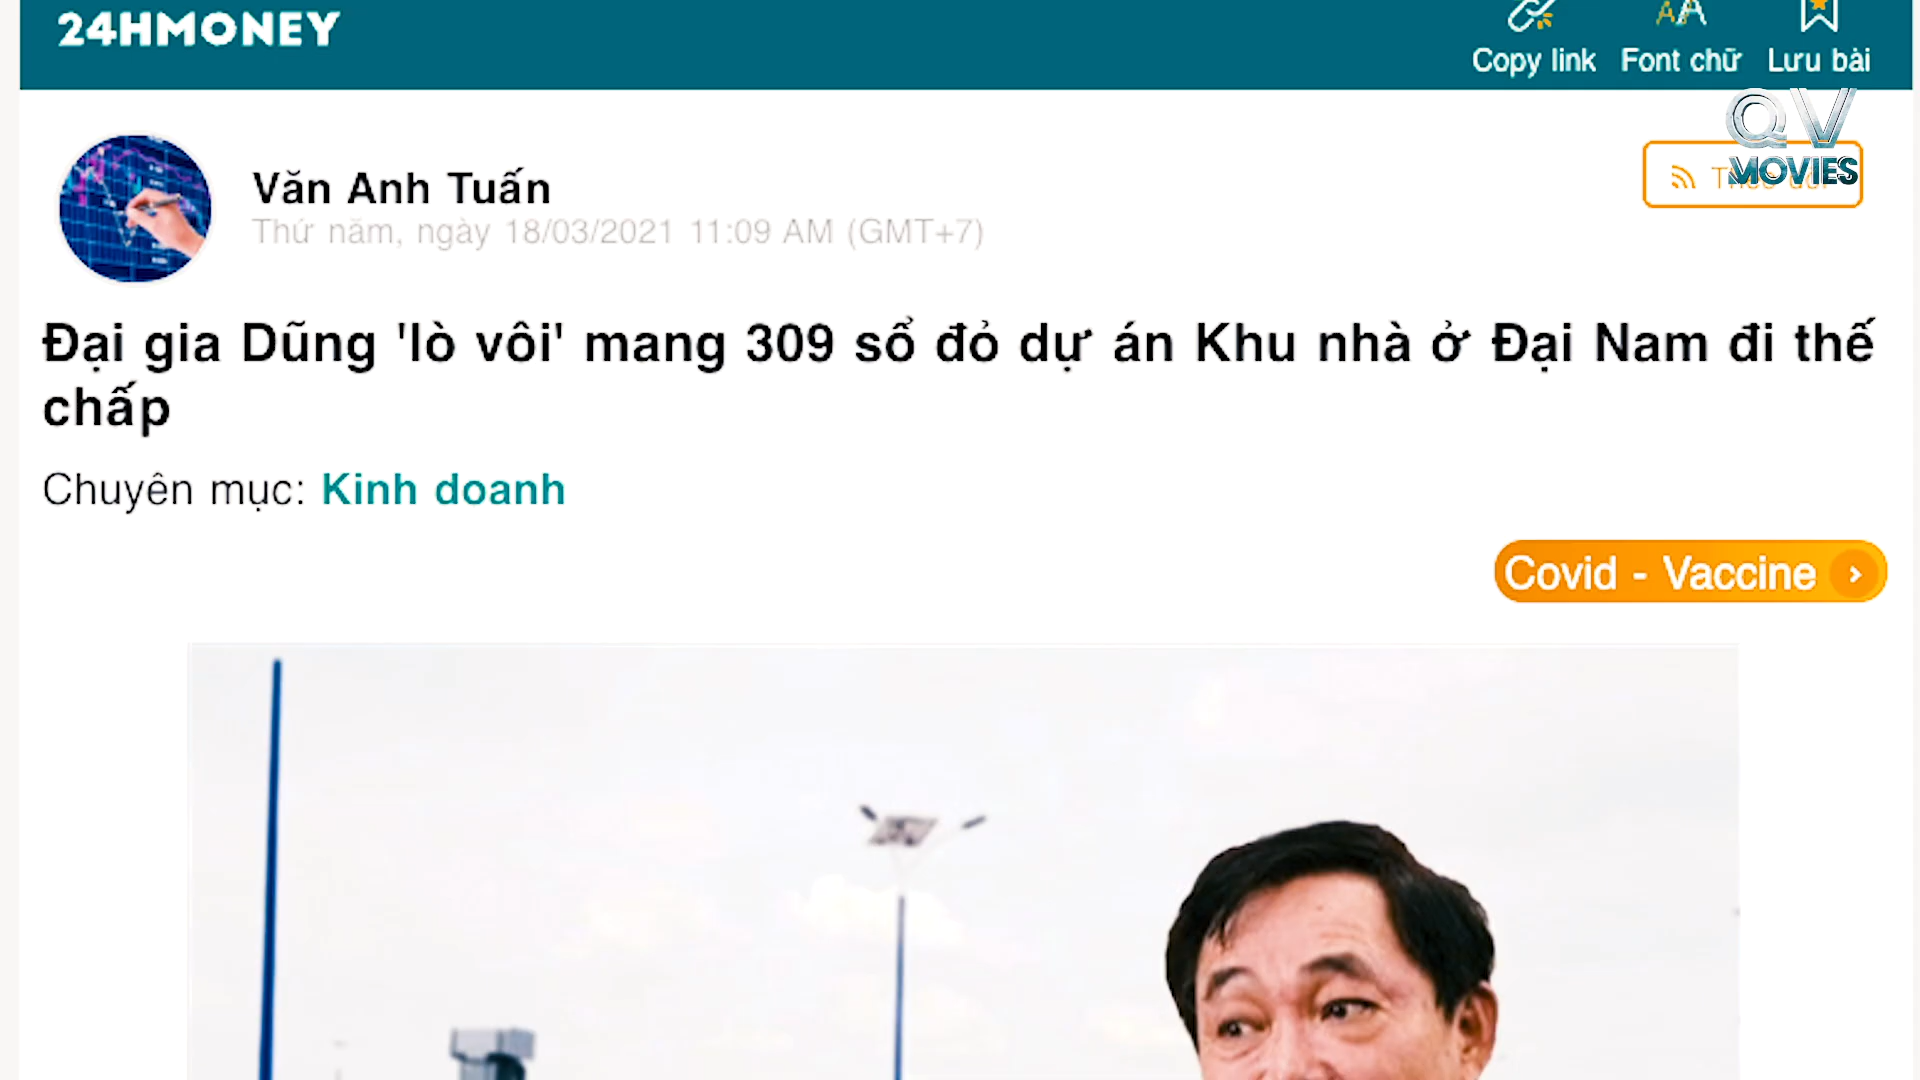 24HMONEY
Copy link Font chữ Lưu bài
QV
MOVIES
Văn Anh Tuấn
Thứ năm, ngày 18/03/2021 11:09 AM (GMT+7)
Đại gia Dũng 'lò vôi' mang 309 sổ đỏ dự án Khu nhà ở Đại Nam đi thế
chấp
Chuyên mục: Kinh doanh
Covid - Vaccine